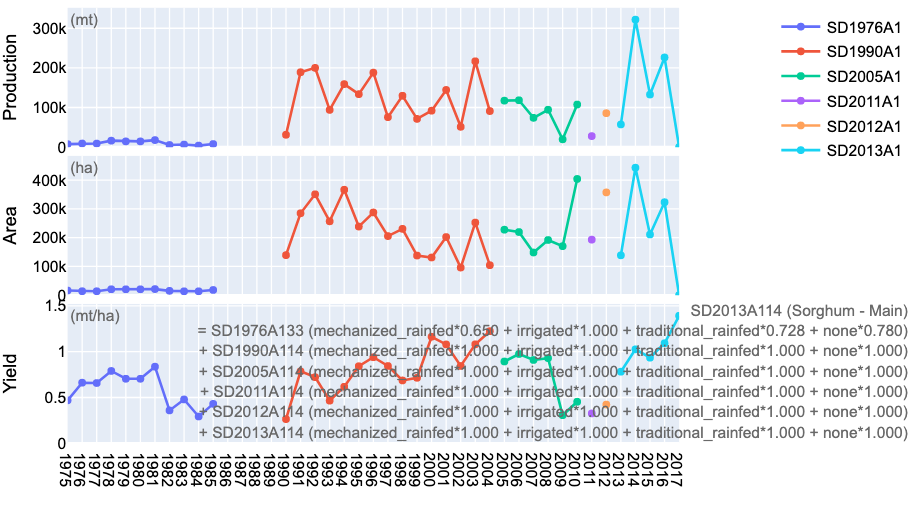 (mt)
Production
300k
200k
100k
0
SD1976A1
SD1990A1
SD2005A1
SD2011A1
SD2012A1
SD2013A1
(ha)
Area
400k
300k
200k
100k
0
(mt/ha)
Yield
1.5
1
0.5
0
SD2013A114 (Sorghum - Main)
= SD1976A133 (mechanized_rainfed*0.650 + irrigated*1.000 + traditional_rainfed*0.728 + none*0.780)
+ SD1990A114 (mechanized_rainfed*1.000 + irrigated*1.000 + traditional_rainfed*1.000 + none*1.000)
+ SD2005A114 (mechanized_rainfed*1.000 + irrigated*1.000 + traditional_rainfed*1.000 + none*1.000)
+ SD2011A114 (mechanized_rainfed*1.000 + irrigated*1.000 + traditional_rainfed*1.000 + none*1.000)
+ SD2012A114 (mechanized_rainfed*1.000 + irrigated*1.000 + traditional_rainfed*1.000 + none*1.000)
+ SD2013A114 (mechanized_rainfed*1.000 + irrigated*1.000 + traditional_rainfed*1.000 + none*1.000)
1975
1976
1977
1978
1979
1980
1981
1982
1983
1984
1985
1986
1987
1988
1989
1990
1991
1992
1993
1994
1995
1996
1997
1998
1999
2000
2001
2002
2003
2004
2005
2006
2007
2008
2009
2010
2011
2012
2013
2014
2015
2016
2017